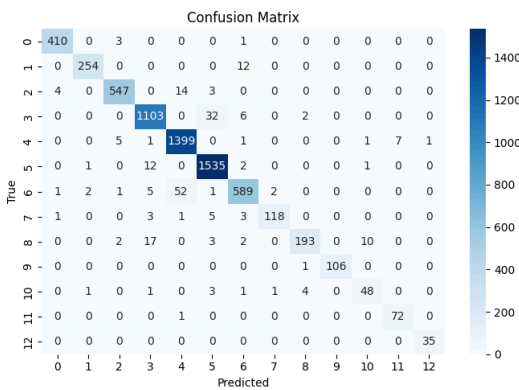 Confusion Matrix
0 410 0 3 0 0 0 1 0 0 0 0 0 0
1 0 254 0 0 0 0 12 0 0 0 0 0 0
2 4 0 547 0 14 3 0 0 0 0 0 0 0
3 0 0 0 1103 0 32 6 0 2 0 0 0 0
4 0 0 5 1 1399 0 0 0 0 0 1 7 1
5 0 1 0 12 0 1535 2 0 0 0 1 0 0
6 1 2 1 5 52 1 589 2 0 0 0 0 0
7 1 0 0 3 1 5 3 118 0 0 0 0 0
8 0 0 2 17 0 3 2 0 193 0 10 0 0
9 0 0 0 0 0 0 0 0 1 106 0 0 0
10 0 1 0 1 0 3 1 1 4 0 48 0 0
11 0 0 0 0 1 0 0 0 0 0 0 72 0
12 0 0 0 0 0 0 0 0 0 0 0 0 35
0 1 2 3 4 5 6 7 8 9 10 11 12
Predicted
True
1400
1200
1000
800
600
400
200
0